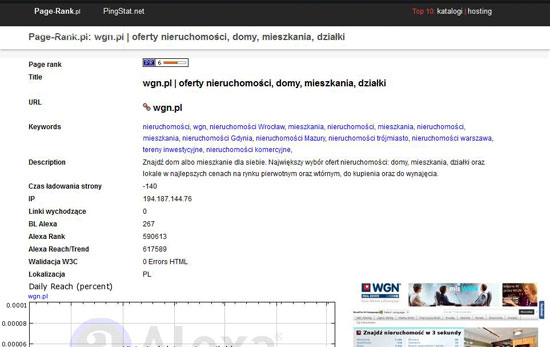 Page-Rank.pl PingStat.net Top 10: katalogi | hosting
Page-Rank.pl: wgn.pl | oferty nieruchomości, domy, mieszkania, działki
Page rank PR 6
Title
wgn.pl | oferty nieruchomości, domy, mieszkania, działki
URL
wgn.pl
Keywords nieruchomości, wgn, nieruchomości Wrocław, mieszkania, nieruchomości, mieszkania, nieruchomości,
mieszkania, nieruchomości Gdynia, nieruchomości Mazury, nieruchomości trójmiasto, nieruchomości warszawa,
tereny inwestycyjne, nieruchomości komercyjne,
Description Znajdź dom albo mieszkanie dla siebie. Największy wybór ofert nieruchomości: domy, mieszkania, działki oraz
lokale w najlepszych cenach na rynku pierwotnym oraz wtórnym, do kupienia oraz do wynajęcia.
Czas ładowania strony -140
IP 194.187.144.76
Linki wychodzące 0
BL Alexa 267
Alexa Rank 590613
Alexa Reach/Trend 617589
Walidacja W3C 0 Errors HTML
Lokalizacja PL
Daily Reach (percent)
wgn.pl
0.0001
0.00008
0.00006
Alexa
WGN
REAL ESTATE
Znajdź nieruchomość w 3 sekundy